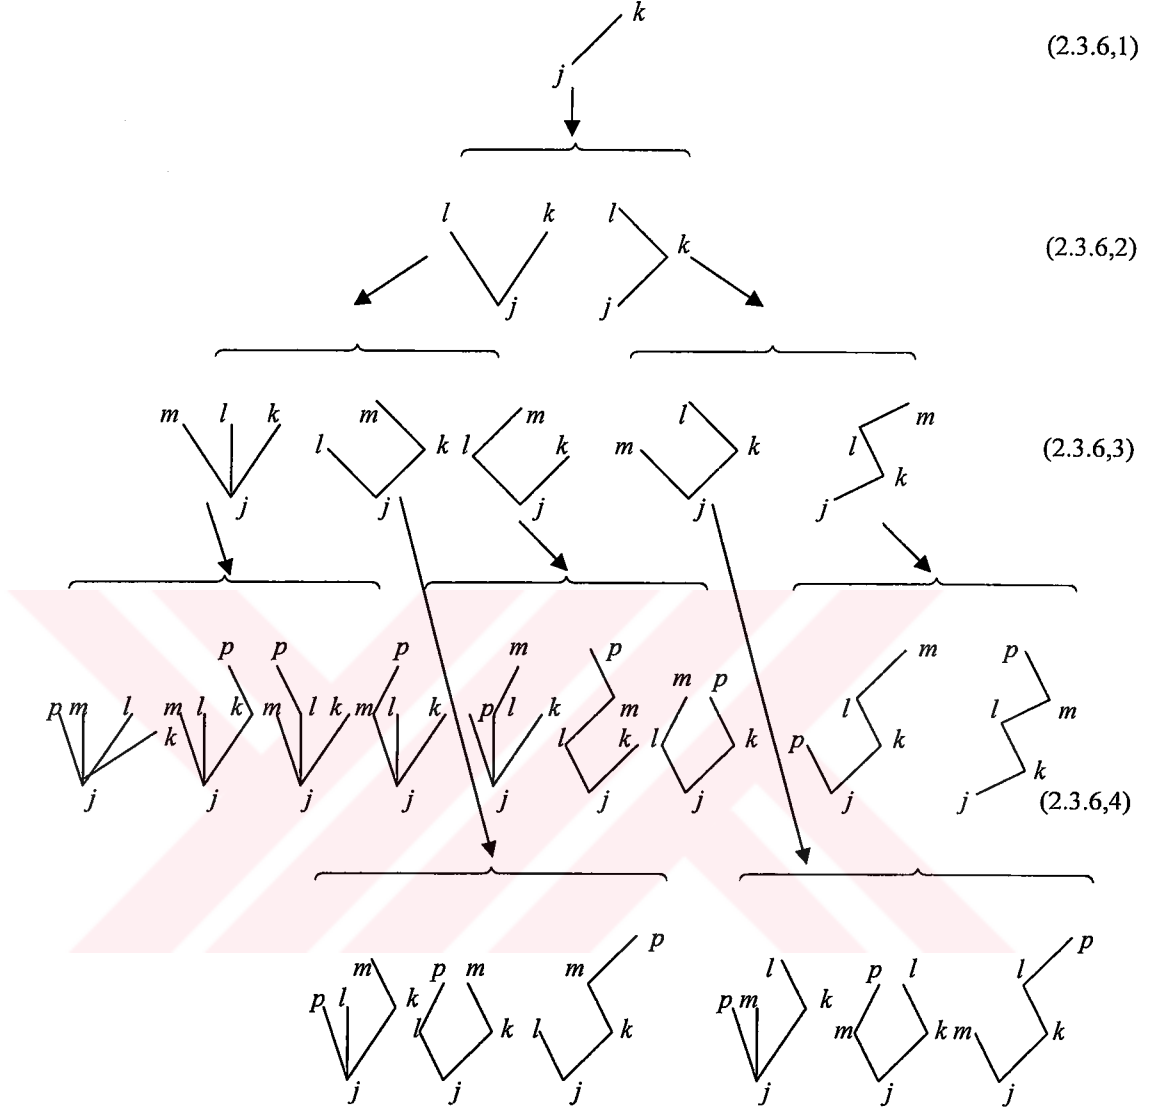 k (2.3.6,1)
j
l k l k (2.3.6,2)
j j
m l k m l k l m k l m k m l k (2.3.6,3)
j j j j j
p p p m p m p m p
p m l k m l k m l k m l k p l k l m k l k l p k l m k
j j j j j j j j j (2.3.6,4)
m p m m p l p l l p
p l k l k l k p m k m k m k
j j j j j j